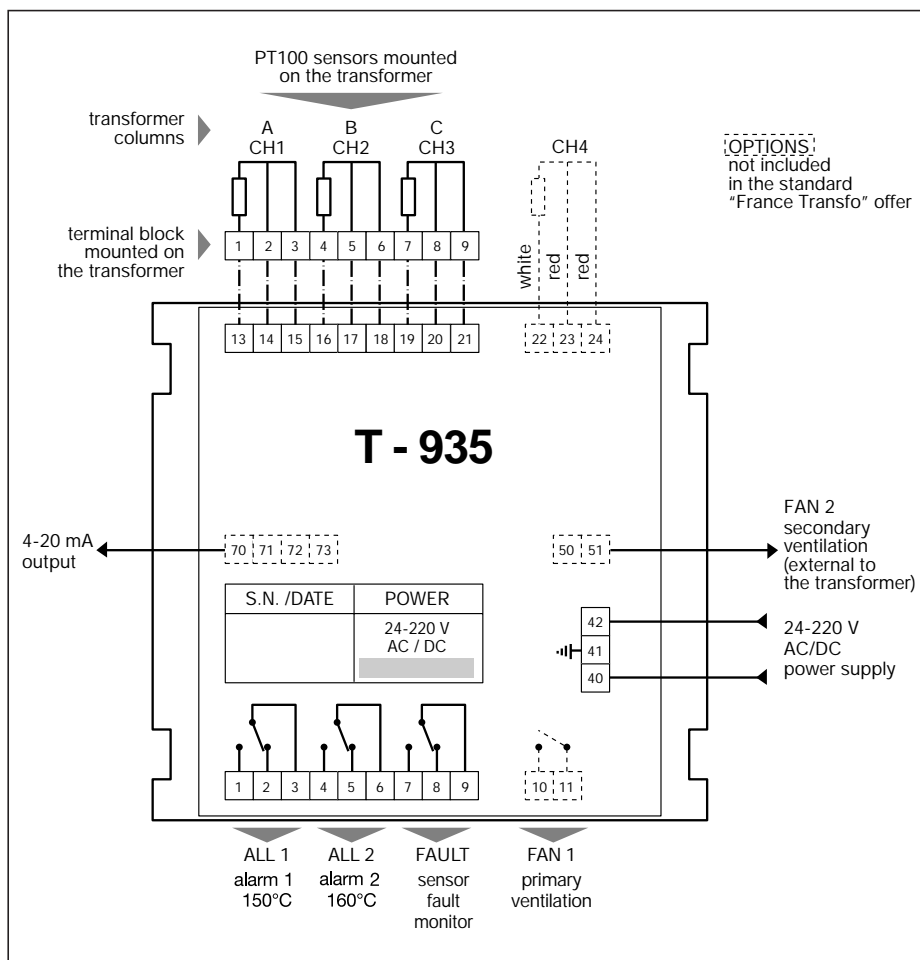 PT100 sensors mounted
on the transformer
transformer
columns
A
CH1
B
CH2
C
CH3
CH4
OPTIONS
not included
in the standard
“France Transfo” offer
terminal block
mounted on
the transformer
1 2 3 4 5 6 7 8 9
white
red
red
13 14 15 16 17 18 19 20 21
22 23 24
T - 935
4-20 mA
output
70 71 72 73
50 51
FAN 2
secondary
ventilation
(external to
the transformer)
S.N. /DATE
POWER
24-220 V
AC / DC
42
41
40
24-220 V
AC/DC
power supply
1 2 3 4 5 6 7 8 9
10 11
ALL 1
alarm 1
150°C
ALL 2
alarm 2
160°C
FAULT
sensor
fault
monitor
FAN 1
primary
ventilation